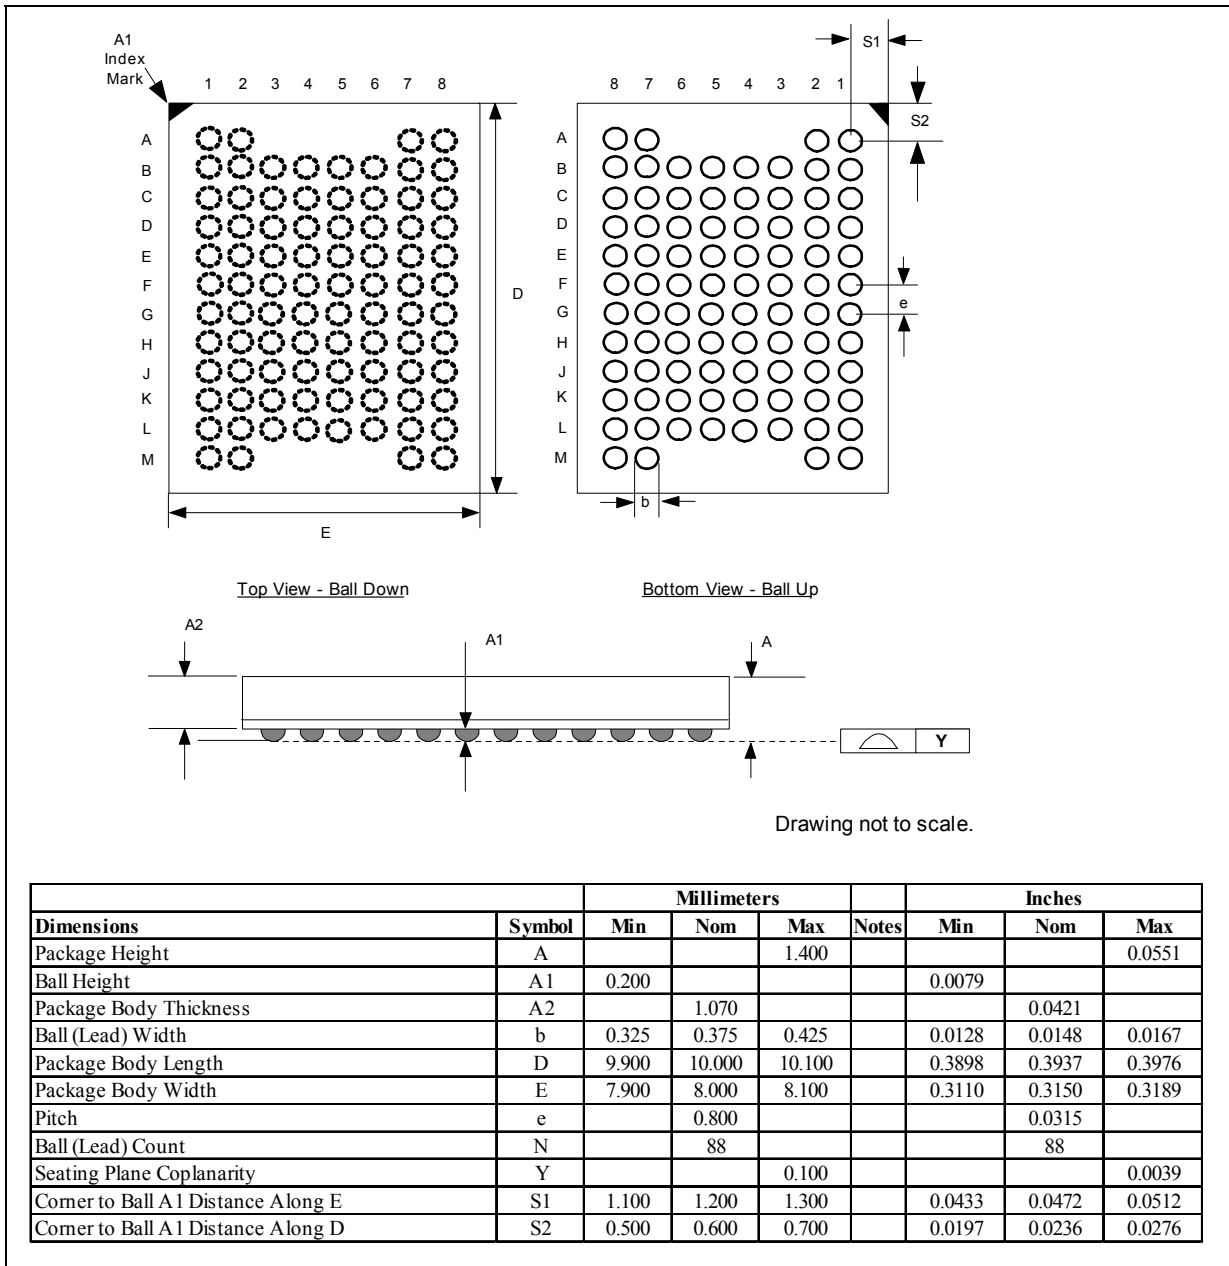 A1
Index
Mark
1 2 3 4 5 6 7 8
A
B
C
D
E
F
G
H
J
K
L
M
D
E
8 7 6 5 4 3 2 1
S1
S2
A
B
C
D
E
F
G
H
J
K
L
M
e
b
Top View - Ball Down
Bottom View - Ball Up
A2
A1
A
Y
Drawing not to scale.
Millimeters Inches
Dimensions Symbol Min Nom Max Notes Min Nom Max
Package Height A 1.400 0.0551
Ball Height A1 0.200 0.0079
Package Body Thickness A2 1.070 0.0421
Ball (Lead) Width b 0.325 0.375 0.425 0.0128 0.0148 0.0167
Package Body Length D 9.900 10.000 10.100 0.3898 0.3937 0.3976
Package Body Width E 7.900 8.000 8.100 0.3110 0.3150 0.3189
Pitch e 0.800 0.0315
Ball (Lead) Count N 88 88
Seating Plane Coplanarity Y 0.100 0.0039
Corner to Ball A1 Distance Along E S1 1.100 1.200 1.300 0.0433 0.0472 0.0512
Corner to Ball A1 Distance Along D S2 0.500 0.600 0.700 0.0197 0.0236 0.0276